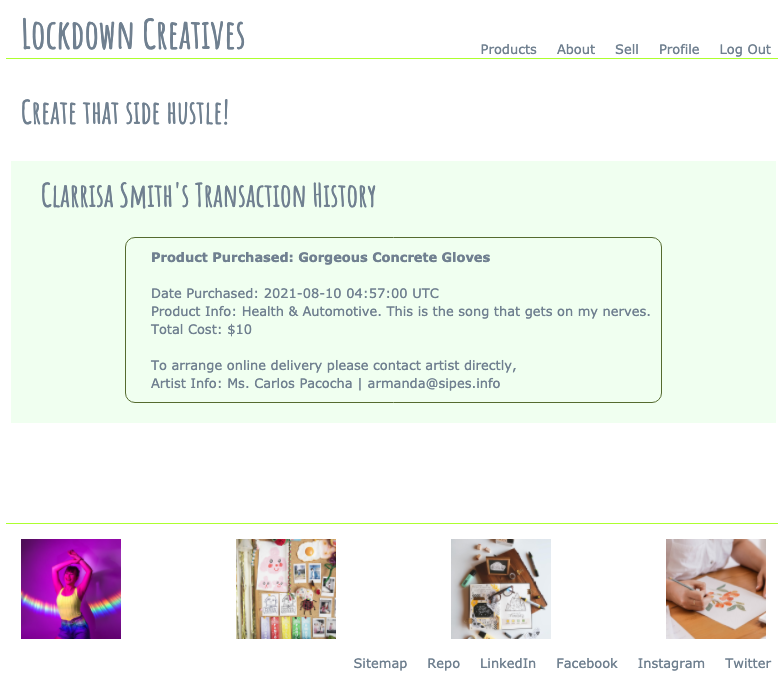 Lockdown Creatives
Products About Sell Profile Log Out
Create that side hustle!
Clarrisa Smith's Transaction History
Product Purchased: Gorgeous Concrete Gloves
Date Purchased: 2021-08-10 04:57:00 UTC
Product Info: Health & Automotive. This is the song that gets on my nerves.
Total Cost: $10
To arrange online delivery please contact artist directly,
Artist Info: Ms. Carlos Pacocha | armanda@sipes.info
Sitemap Repo LinkedIn Facebook Instagram Twitter